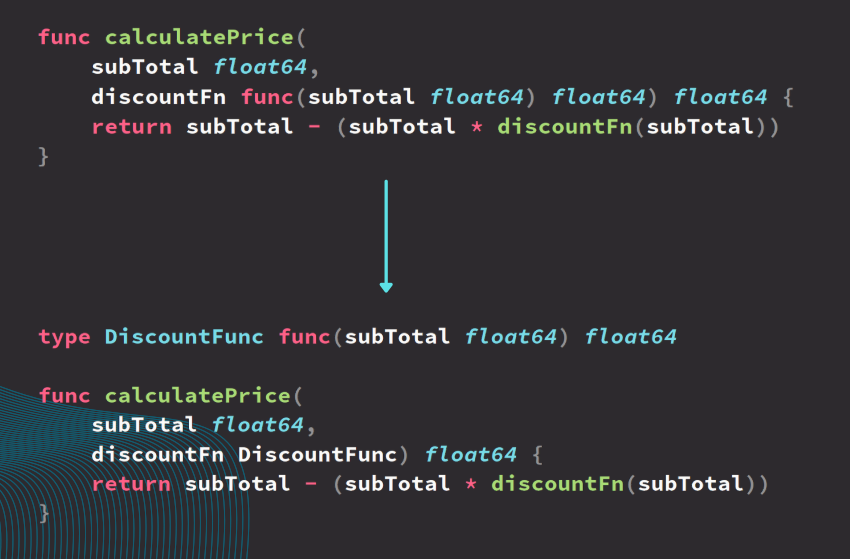 func calculatePrice(
    subTotal float64,
    discountFn func(subTotal float64) float64) float64 {
    return subTotal - (subTotal * discountFn(subTotal))
}
type DiscountFunc func(subTotal float64) float64
func calculatePrice(
    subTotal float64,
    discountFn DiscountFunc) float64 {
    return subTotal - (subTotal * discountFn(subTotal))
}